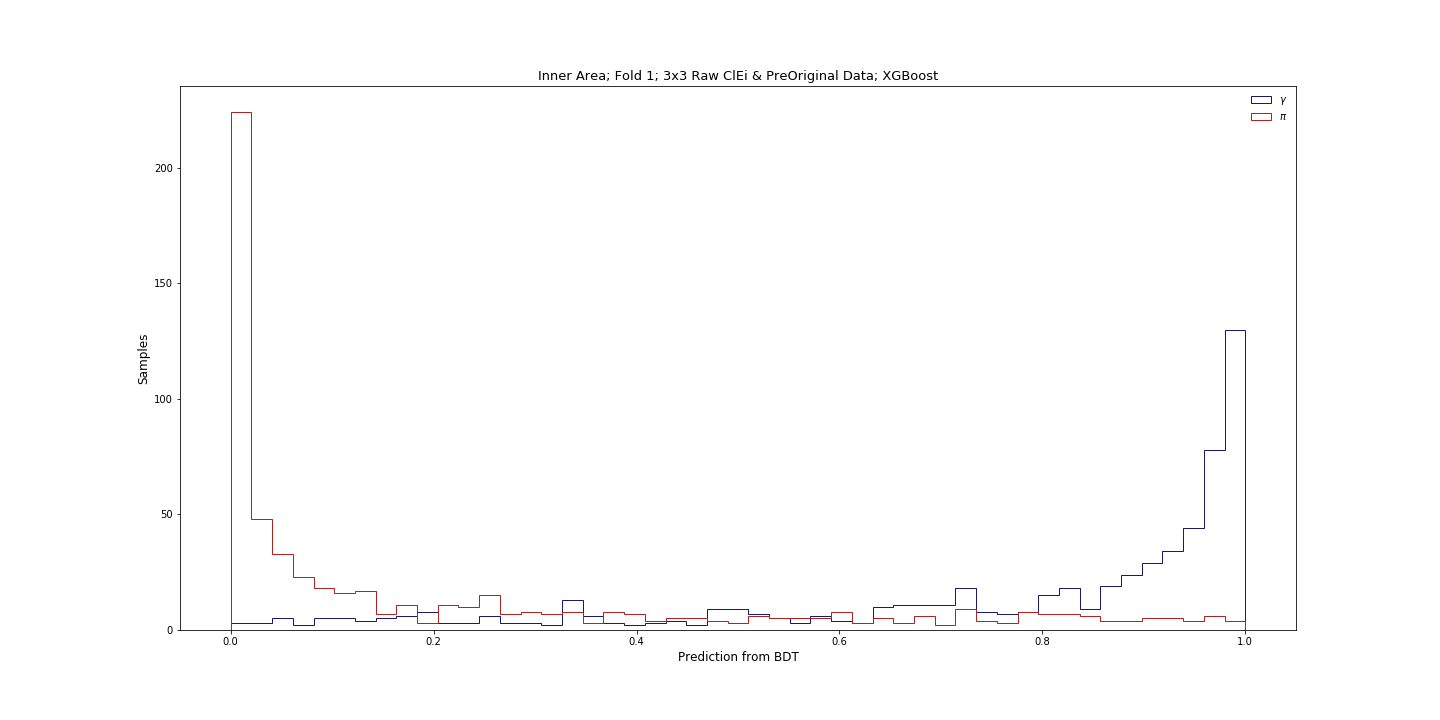 Inner Area; Fold 1; 3x3 Raw ClEi & PreOriginal Data; XGBoost
γ
π
200
150
100
50
0
Samples
0.0 0.2 0.4 0.6 0.8 1.0
Prediction from BDT